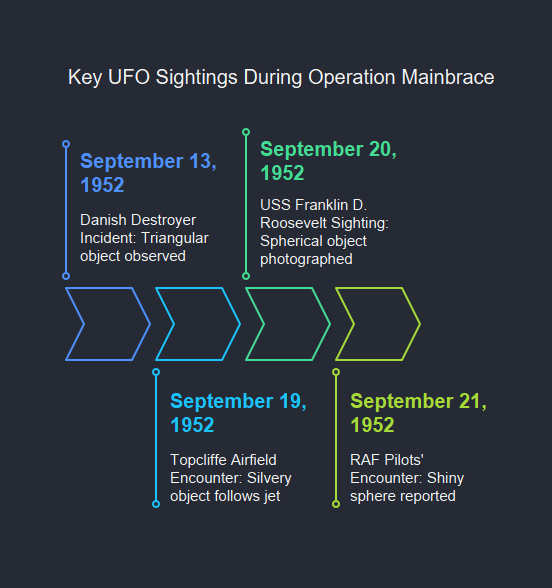 Key UFO Sightings During Operation Mainbrace
September 13,
1952
Danish Destroyer
Incident: Triangular
object observed
September 20,
1952
USS Franklin D.
Roosevelt Sighting:
Spherical object
photographed
September 19,
1952
Topcliffe Airfield
Encounter: Silvery
object follows jet
September 21,
1952
RAF Pilots'
Encounter: Shiny
sphere reported